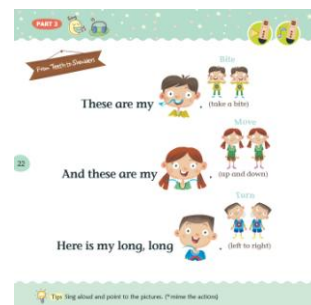 PART 3
From Teeth to Shoulders
Bite
These are my . (take a bite)
Move
22
And these are my . (up and down)
Turn
Here is my long, long . (left to right)
Tips Sing aloud and point to the pictures. (*mime the actions)